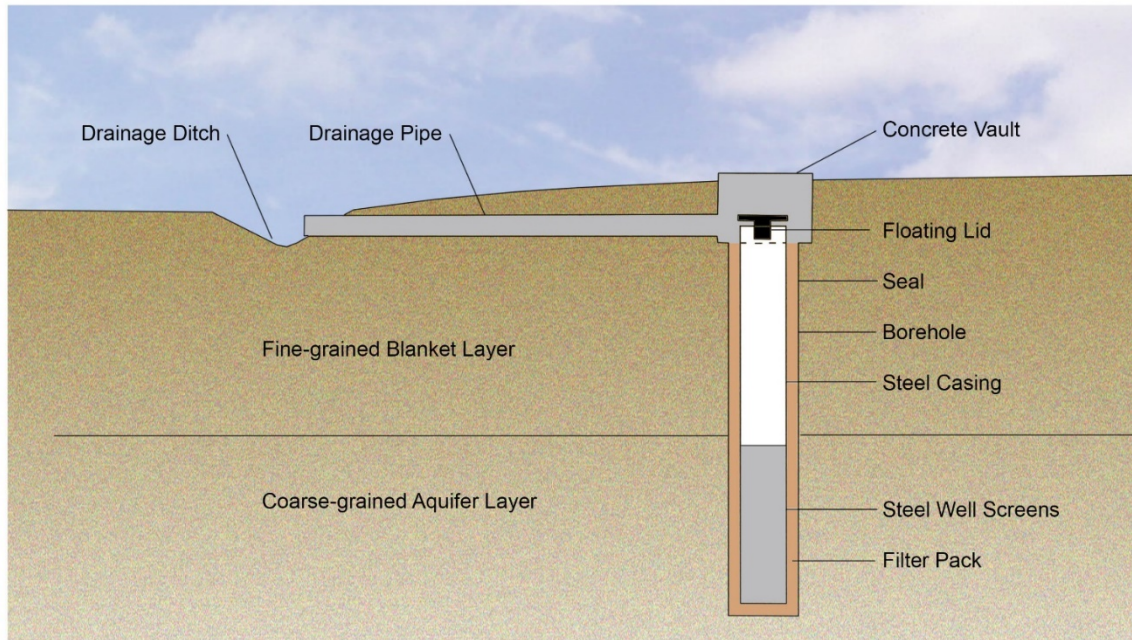 Drainage Ditch
Drainage Pipe
Concrete Vault
Floating Lid
Seal
Borehole
Fine-grained Blanket Layer
Steel Casing
Coarse-grained Aquifer Layer
Steel Well Screens
Filter Pack